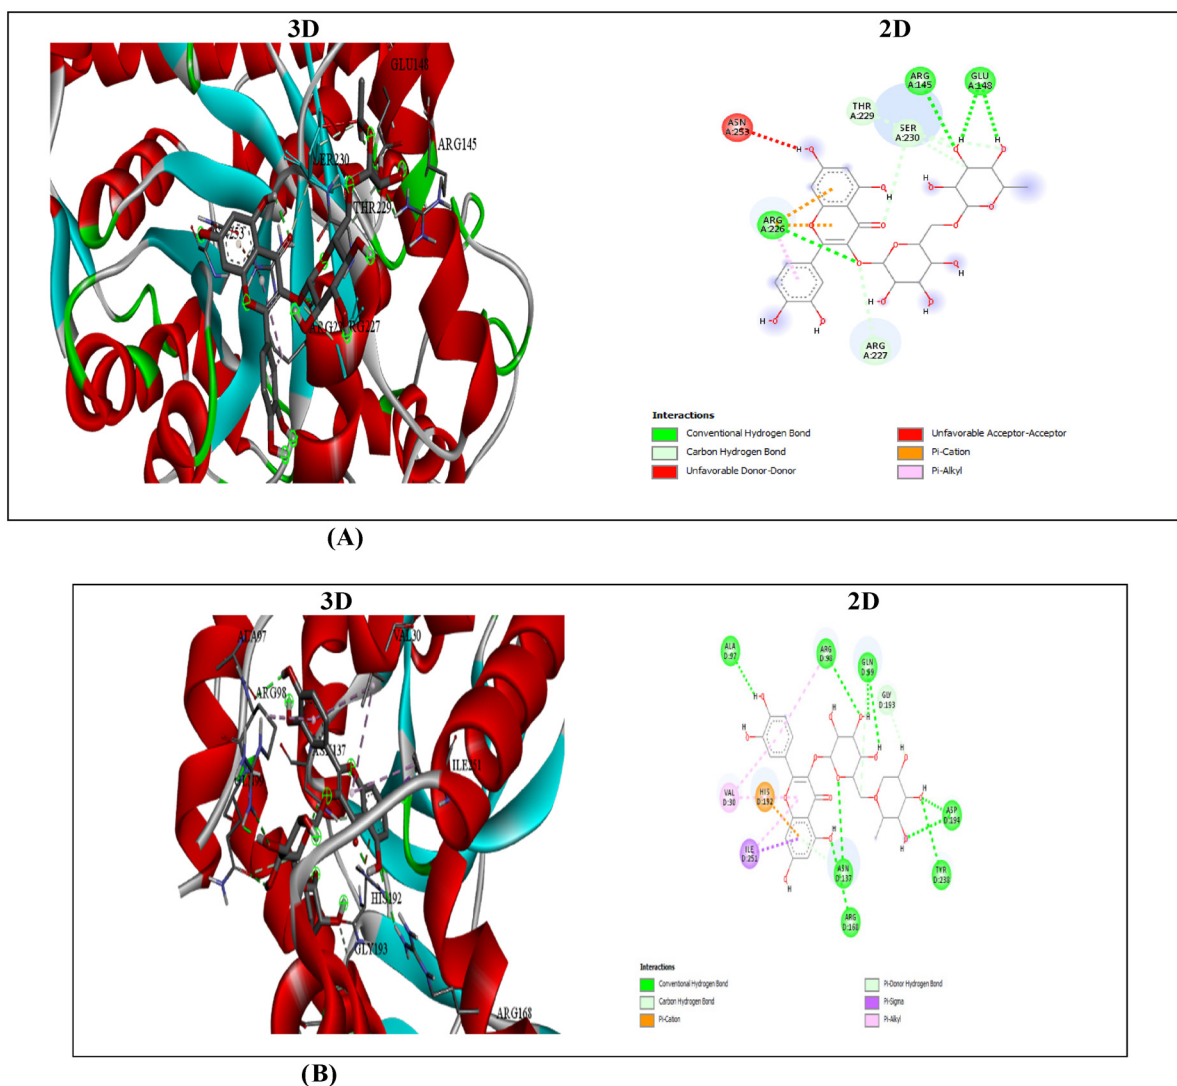 3D
2D
GLU148
ARG145
SER230
THR229
253
RG227
ARG
A:145
GLU
A:148
THR
A:229
SER
A:230
ASN
A:253
ARG
A:226
ARG
A:227
H
O
Interactions
Conventional Hydrogen Bond
Carbon Hydrogen Bond
Unfavorable Donor-Donor
Unfavorable Acceptor-Acceptor
Pi-Cation
Pi-Alkyl
(A)
3D
2D
ALA97
VAL30
ARG98
ASN137
ILE251
HIS192
GLY193
ARG168
ALA
D:97
ARG
D:98
GLN
D:99
GLY
D:193
VAL
D:30
HIS
D:192
ILE
D:251
ASN
D:137
ARG
D:168
ASP
D:194
TYR
D:238
Interactions
Conventional Hydrogen Bond
Carbon Hydrogen Bond
Pi-Cation
Pi-Donor Hydrogen Bond
Pi-Sigma
Pi-Alkyl
(B)